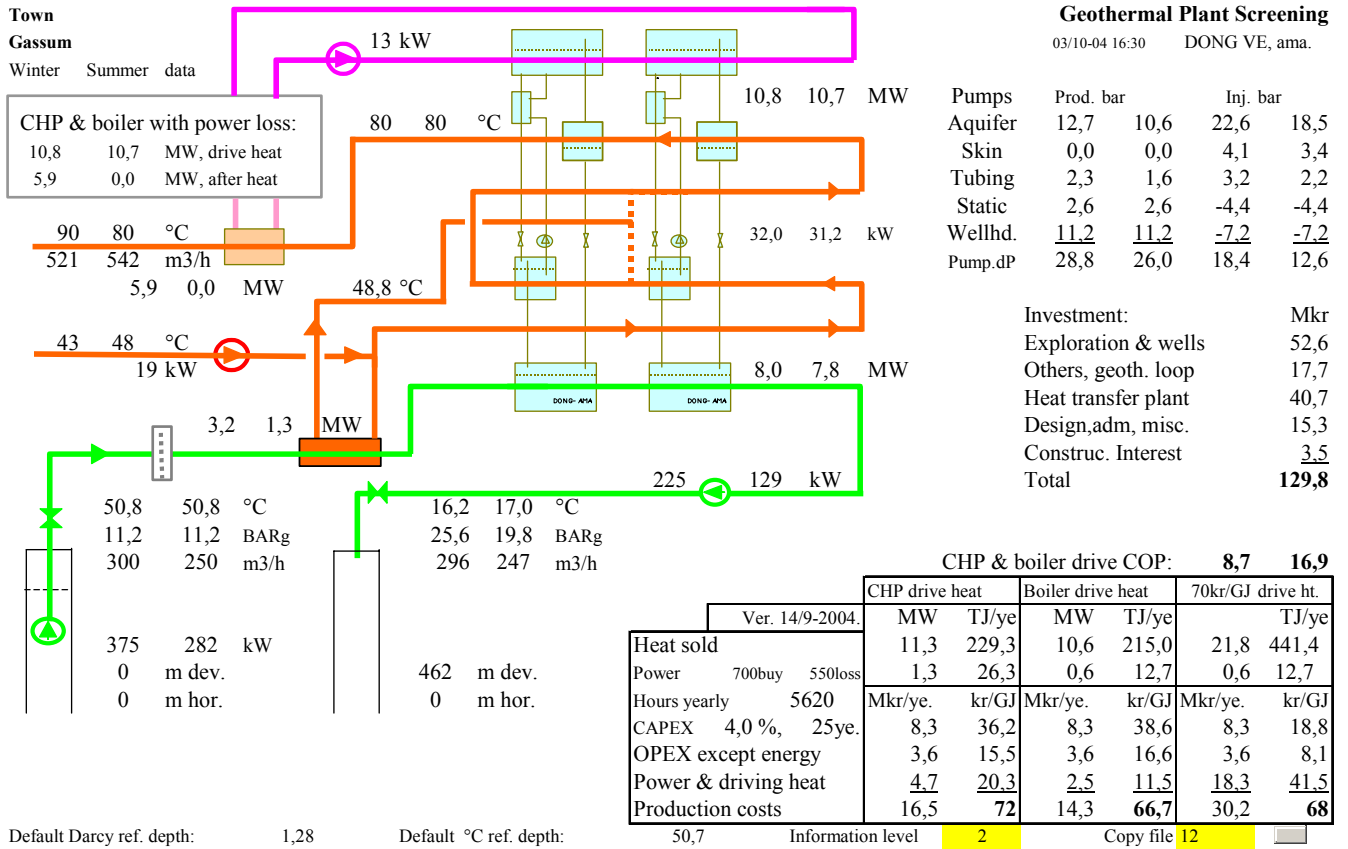 Town
Gassum
Winter Summer data
13 kW
Geothermal Plant Screening
03/10-04 16:30 DONG VE, ama.
CHP & boiler with power loss:
10,8 10,7 MW, drive heat
5,9 0,0 MW, after heat
80 80 °C
10,8 10,7 MW
Pumps Prod. bar Inj. bar
Aquifer 12,7 10,6 22,6 18,5
Skin 0,0 0,0 4,1 3,4
Tubing 2,3 1,6 3,2 2,2
Static 2,6 2,6 -4,4 -4,4
Wellhd. 11,2 11,2 -7,2 -7,2
Pump.dP 28,8 26,0 18,4 12,6
90 80 °C
521 542 m3/h
5,9 0,0 MW
32,0 31,2 kW
48,8 °C
43 48 °C
19 kW
Investment: Mkr
Exploration & wells 52,6
Others, geoth. loop 17,7
Heat transfer plant 40,7
Design,adm, misc. 15,3
Construc. Interest 3,5
Total 129,8
8,0 7,8 MW
DONG- AMA DONG- AMA
3,2 1,3 MW
225 129 kW
50,8 50,8 °C
11,2 11,2 BARg
300 250 m3/h
16,2 17,0 °C
25,6 19,8 BARg
296 247 m3/h
375 282 kW
0 m dev.
0 m hor.
462 m dev.
0 m hor.
CHP & boiler drive COP: 8,7 16,9
CHP drive heat Boiler drive heat 70kr/GJ drive ht.
Ver. 14/9-2004. MW TJ/ye MW TJ/ye TJ/ye
Heat sold 11,3 229,3 10,6 215,0 21,8 441,4
Power 700buy 550loss 1,3 26,3 0,6 12,7 0,6 12,7
Hours yearly 5620 Mkr/ye. kr/GJ Mkr/ye. kr/GJ Mkr/ye. kr/GJ
CAPEX 4,0 %, 25ye. 8,3 36,2 8,3 38,6 8,3 18,8
OPEX except energy 3,6 15,5 3,6 16,6 3,6 8,1
Power & driving heat 4,7 20,3 2,5 11,5 18,3 41,5
Production costs 16,5 72 14,3 66,7 30,2 68
Default Darcy ref. depth: 1,28 Default °C ref. depth: 50,7 Information level 2 Copy file 12